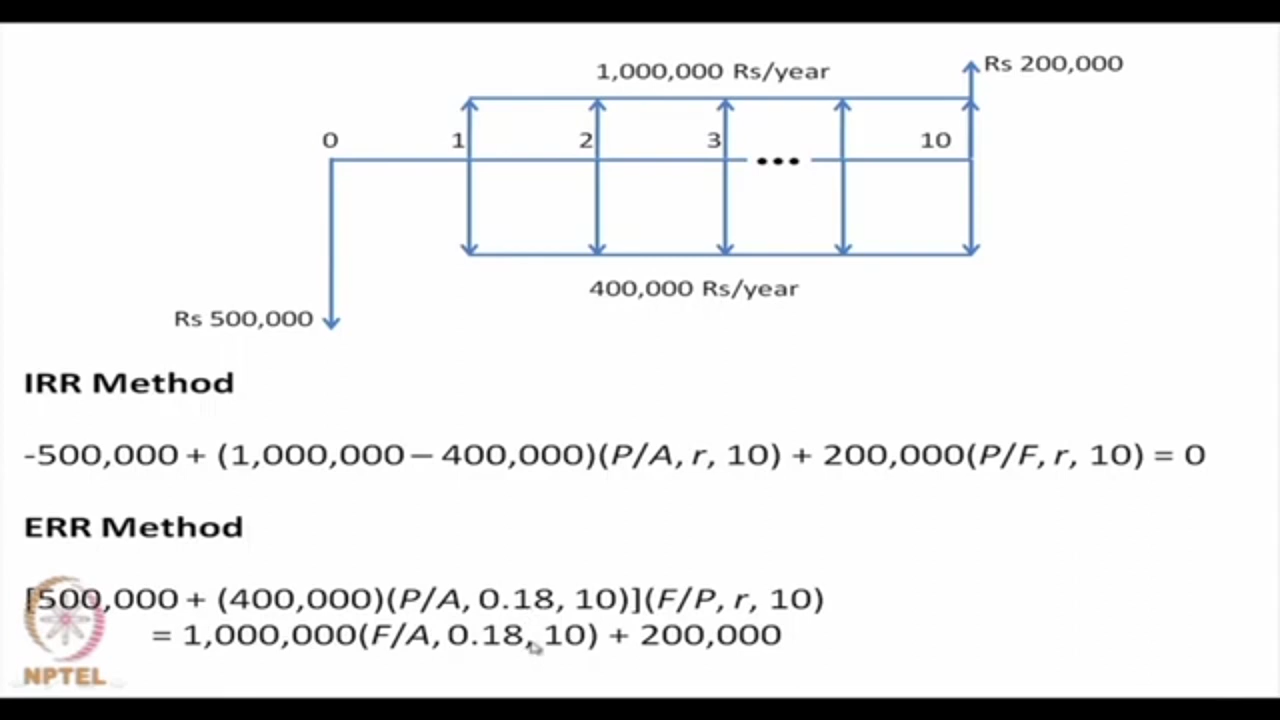 1,000,000 Rs/year
Rs 200,000
0
1
2
3
10
400,000 Rs/year
Rs 500,000
IRR Method
-500,000 + (1,000,000 – 400,000)(P/A, r, 10) + 200,000(P/F, r, 10) = 0
ERR Method
[500,000 + (400,000)(P/A, 0.18, 10)](F/P, r, 10)
= 1,000,000(F/A, 0.18, 10) + 200,000
NPTEL